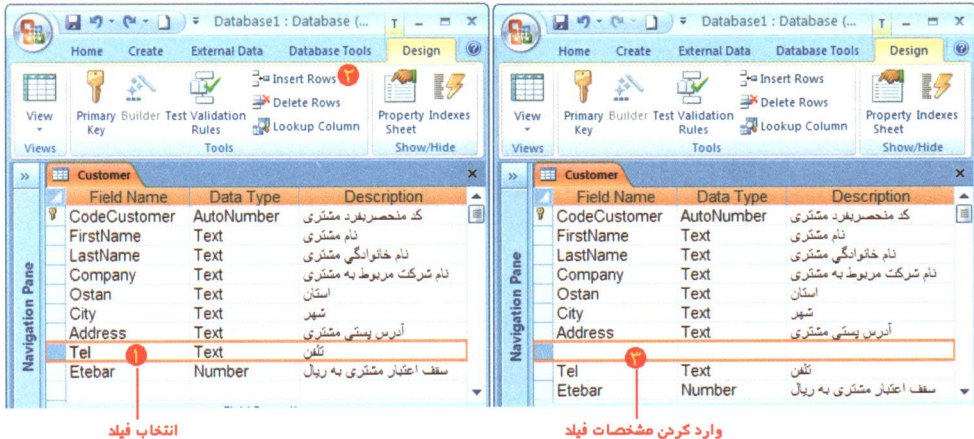 Database1 : Database (...
Home Create External Data Database Tools Design
View
Primary Key
Builder
Test Validation Rules
Insert Rows ۲
Delete Rows
Lookup Column
Property Sheet
Indexes
Views Tools Show/Hide
Customer
Navigation Pane
Field Name Data Type Description
CodeCustomer AutoNumber کد منحصربفرد مشتری
FirstName Text نام مشتری
LastName Text نام خانوادگی مشتری
Company Text نام شرکت مربوط به مشتری
Ostan Text استان
City Text شهر
Address Text آدرس پستی مشتری
Tel ۱ Text تلفن
Etebar Number سقف اعتبار مشتری به ریال
انتخاب فیلد
Database1 : Database (...
Home Create External Data Database Tools Design
View
Primary Key
Builder
Test Validation Rules
Insert Rows
Delete Rows
Lookup Column
Property Sheet
Indexes
Views Tools Show/Hide
Customer
Navigation Pane
Field Name Data Type Description
CodeCustomer AutoNumber کد منحصربفرد مشتری
FirstName Text نام مشتری
LastName Text نام خانوادگی مشتری
Company Text نام شرکت مربوط به مشتری
Ostan Text استان
City Text شهر
Address Text آدرس پستی مشتری
۳
Tel Text تلفن
Etebar Number سقف اعتبار مشتری به ریال
وارد کردن مشخصات فیلد